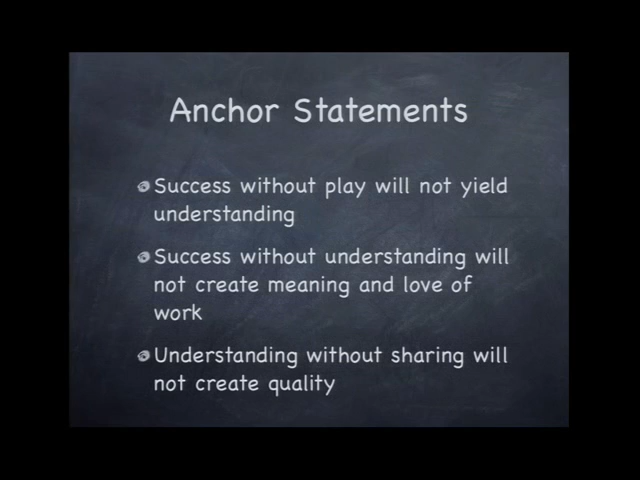 Anchor Statements
Success without play will not yield
understanding
Success without understanding will
not create meaning and love of
work
Understanding without sharing will
not create quality